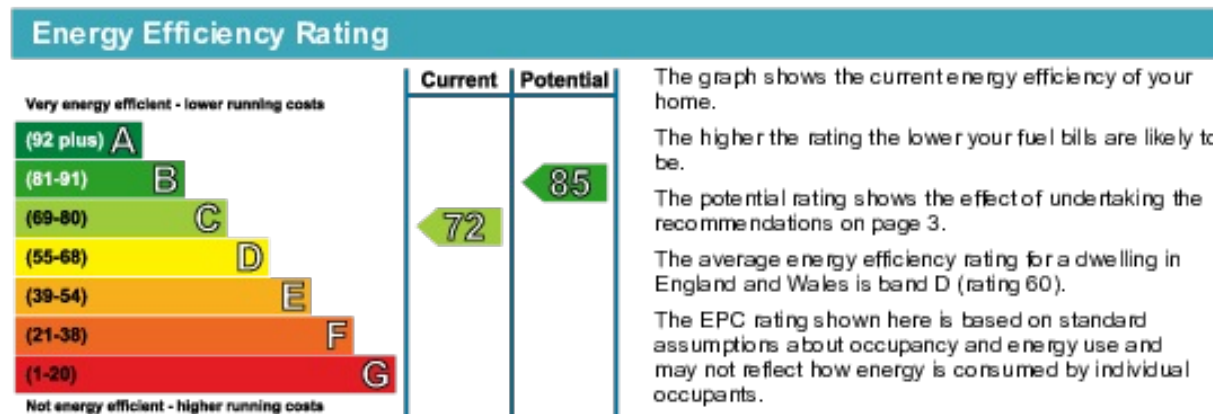 Energy Efficiency Rating
Current Potential
Very energy efficient - lower running costs
(92 plus) A
(81-91) B
(69-80) C
(55-68) D
(39-54) E
(21-38) F
(1-20) G
Not energy efficient - higher running costs
72
85
The graph shows the current energy efficiency of your
home.
The higher the rating the lower your fuel bills are likely to
be.
The potential rating shows the effect of undertaking the
recommendations on page 3.
The average energy efficiency rating for a dwelling in
England and Wales is band D (rating 60).
The EPC rating shown here is based on standard
assumptions about occupancy and energy use and
may not reflect how energy is consumed by individual
occupants.